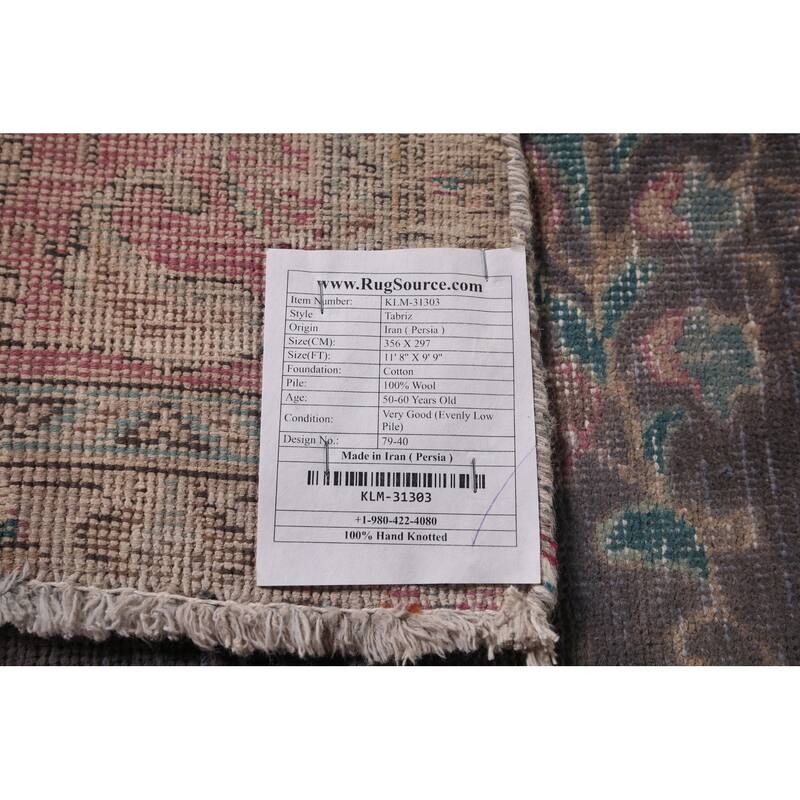 www.RugSource.com
Item Number: KLM-31303
Style Tabriz
Origin Iran ( Persia )
Size(CM): 356 X 297
Size(FT): 11' 8" X 9' 9"
Foundation: Cotton
Pile: 100% Wool
Age: 50-60 Years Old
Condition: Very Good (Evenly Low
Pile)
Design No.: 79-40
Made in Iran ( Persia )
KLM-31303
+1-980-422-4080
100% Hand Knotted